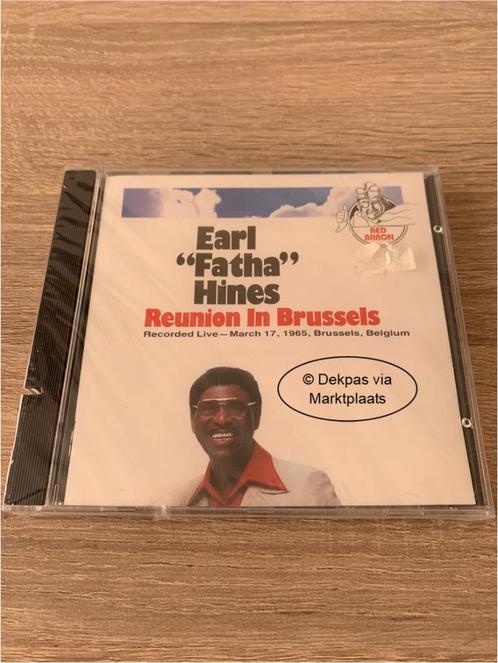 RED
BARON
Earl
“Fatha”
Hines
Reunion In Brussels
Recorded Live—March 17, 1965, Brussels, Belgium
© Dekpas via
Marktplaats